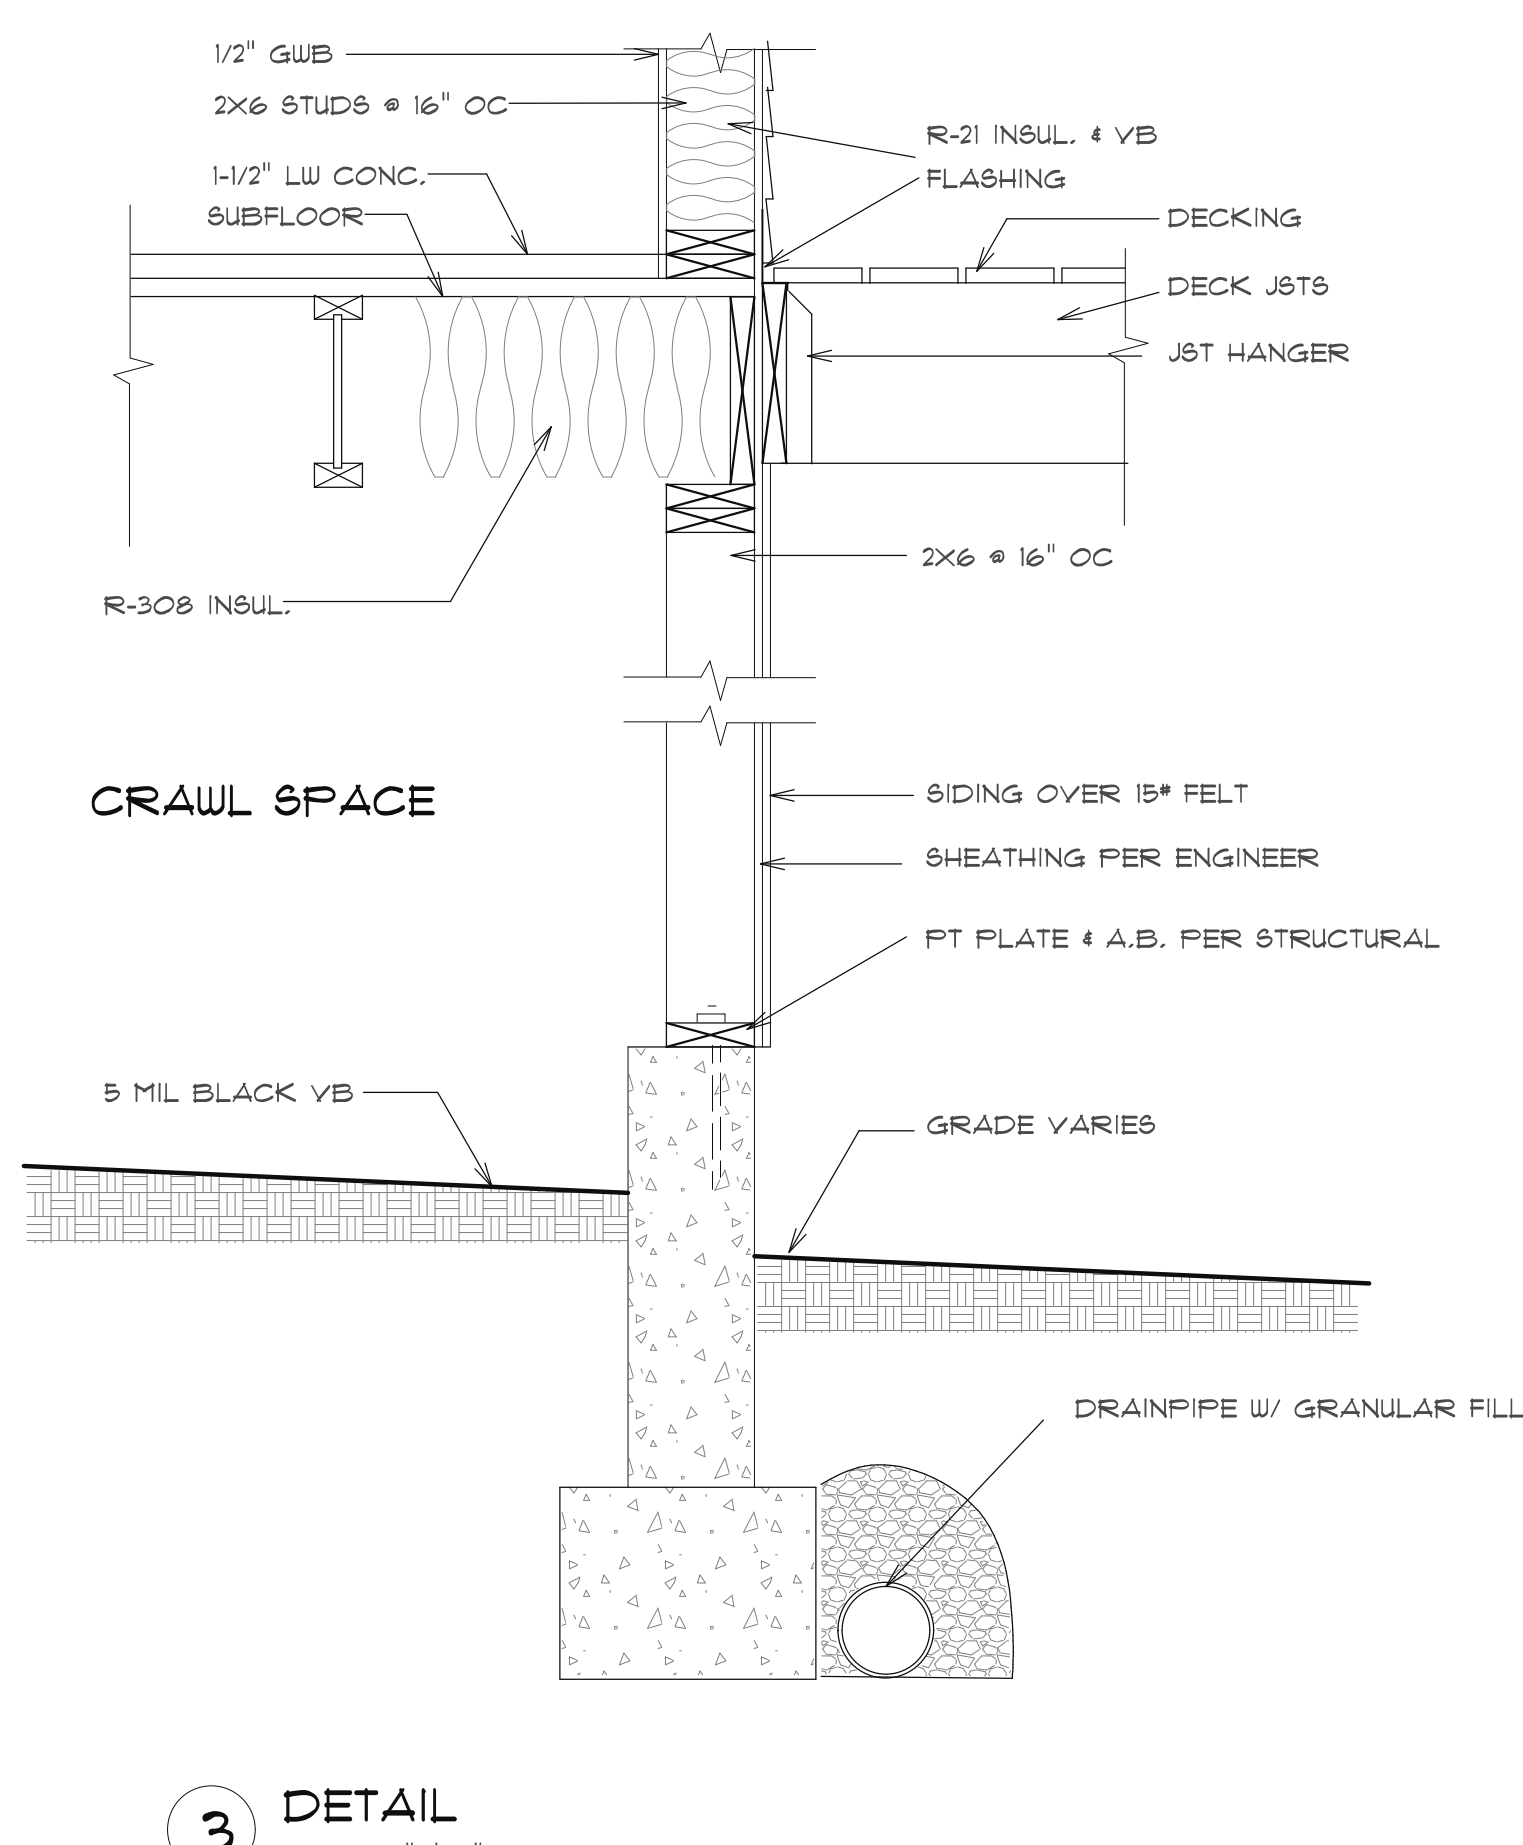 1/2" GWB
2X6 STUDS @ 16" OC
R-21 INSUL. & VB
1-1/2" LW CONC.
FLASHING
SUBFLOOR
DECKING
DECK JSTS
JST HANGER
2X6 @ 16" OC
R-308 INSUL.
CRAWL SPACE
SIDING OVER 15# FELT
SHEATHING PER ENGINEER
PT PLATE & A.B. PER STRUCTURAL
5 MIL BLACK VB
GRADE VARIES
DRAINPIPE W/ GRANULAR FILL
3 DETAIL